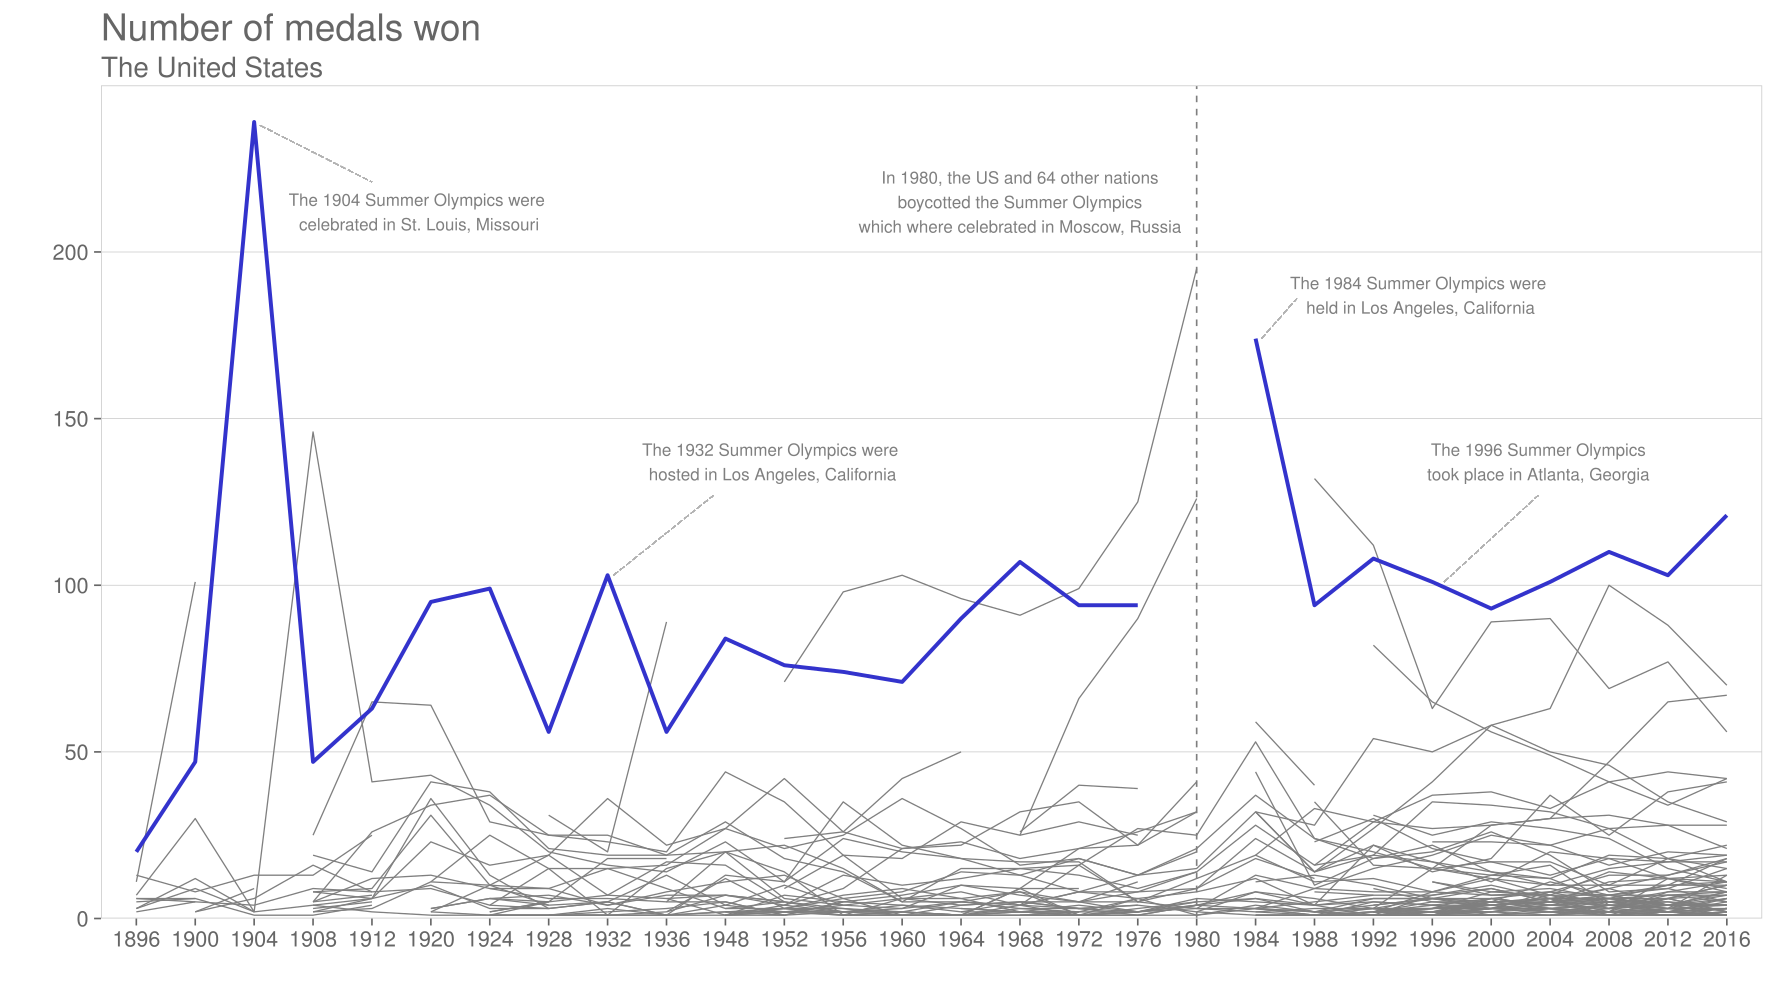 Number of medals won
The United States
The 1904 Summer Olympics were
celebrated in St. Louis, Missouri
In 1980, the US and 64 other nations
boycotted the Summer Olympics
which where celebrated in Moscow, Russia
200
The 1984 Summer Olympics were
held in Los Angeles, California
150
The 1932 Summer Olympics were
hosted in Los Angeles, California
The 1996 Summer Olympics
took place in Atlanta, Georgia
100
50
0
1896 1900 1904 1908 1912 1920 1924 1928 1932 1936 1948 1952 1956 1960 1964 1968 1972 1976 1980 1984 1988 1992 1996 2000 2004 2008 2012 2016